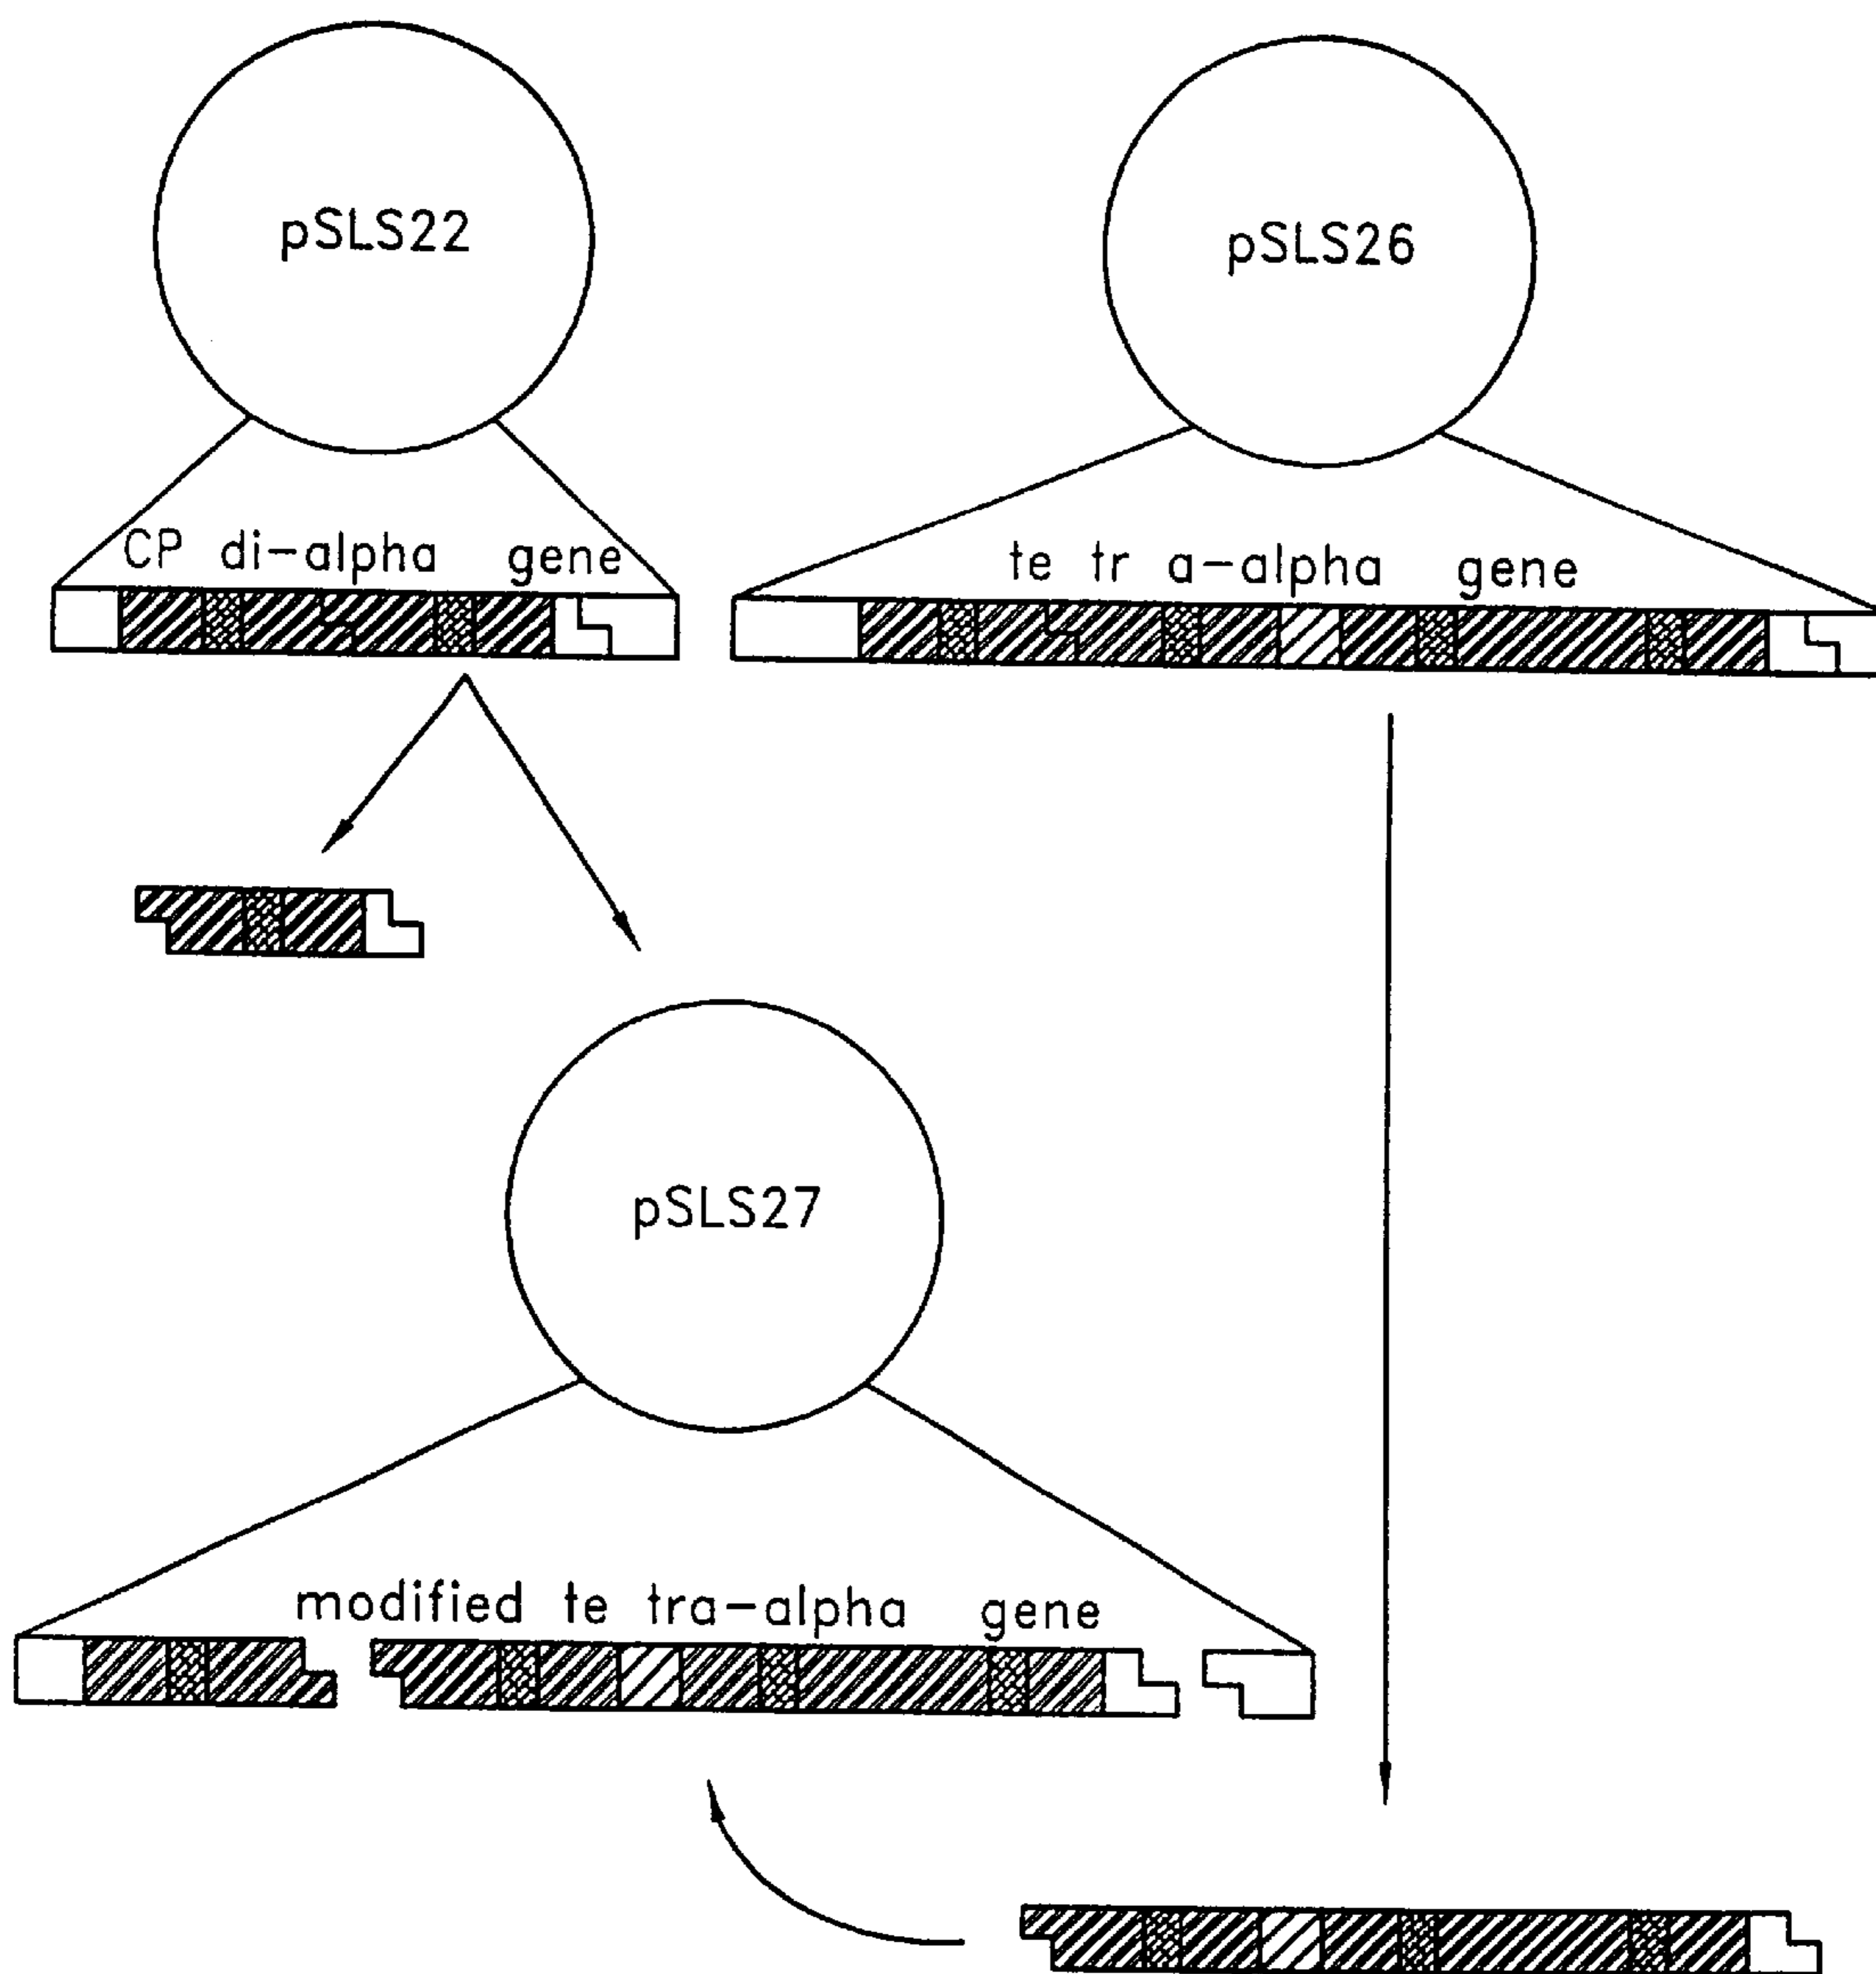 pSLS22
pSLS26
CP di-alpha gene
te tr a-alpha gene
pSLS27
modified te tra-alpha gene